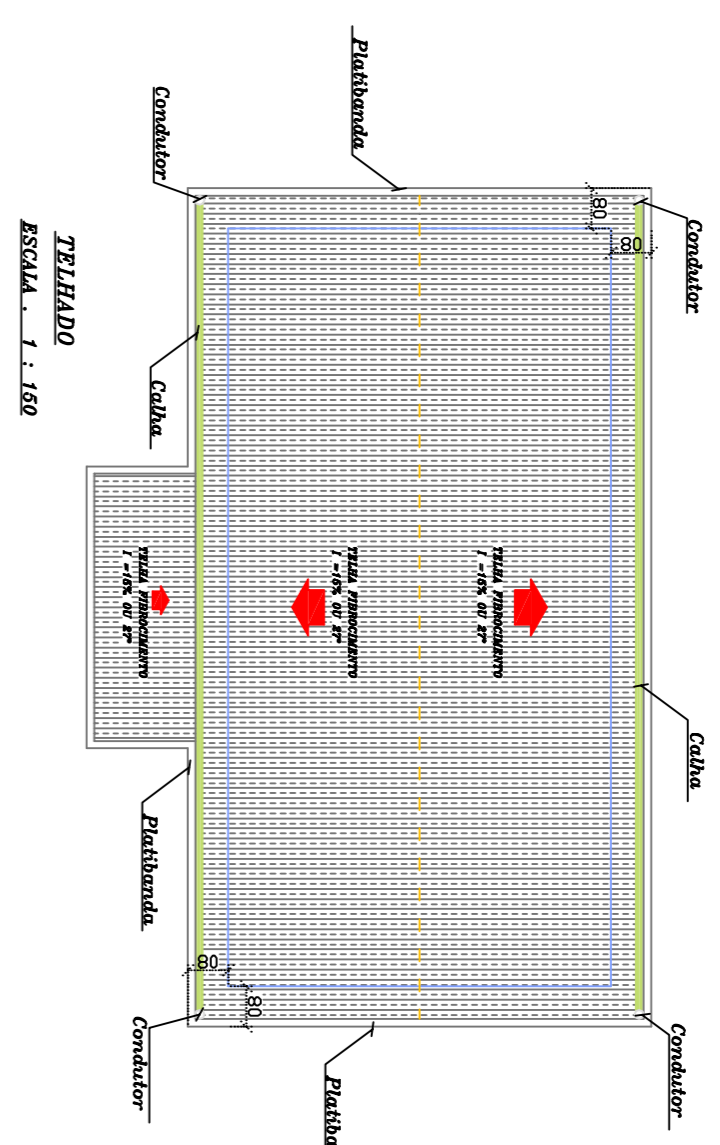 Condutor
Calha
Condutor
80
80
TELHA FIBROCIMENTO
I =15% OU 27°
Platibanda
TELHA FIBROCIMENTO
I =15% OU 27°
Platiba
80
80
Condutor
Calha
Platibanda
TELHA FIBROCIMENTO
I =15% OU 27°
Condutor
TELHADO
ESCALA . 1 : 150